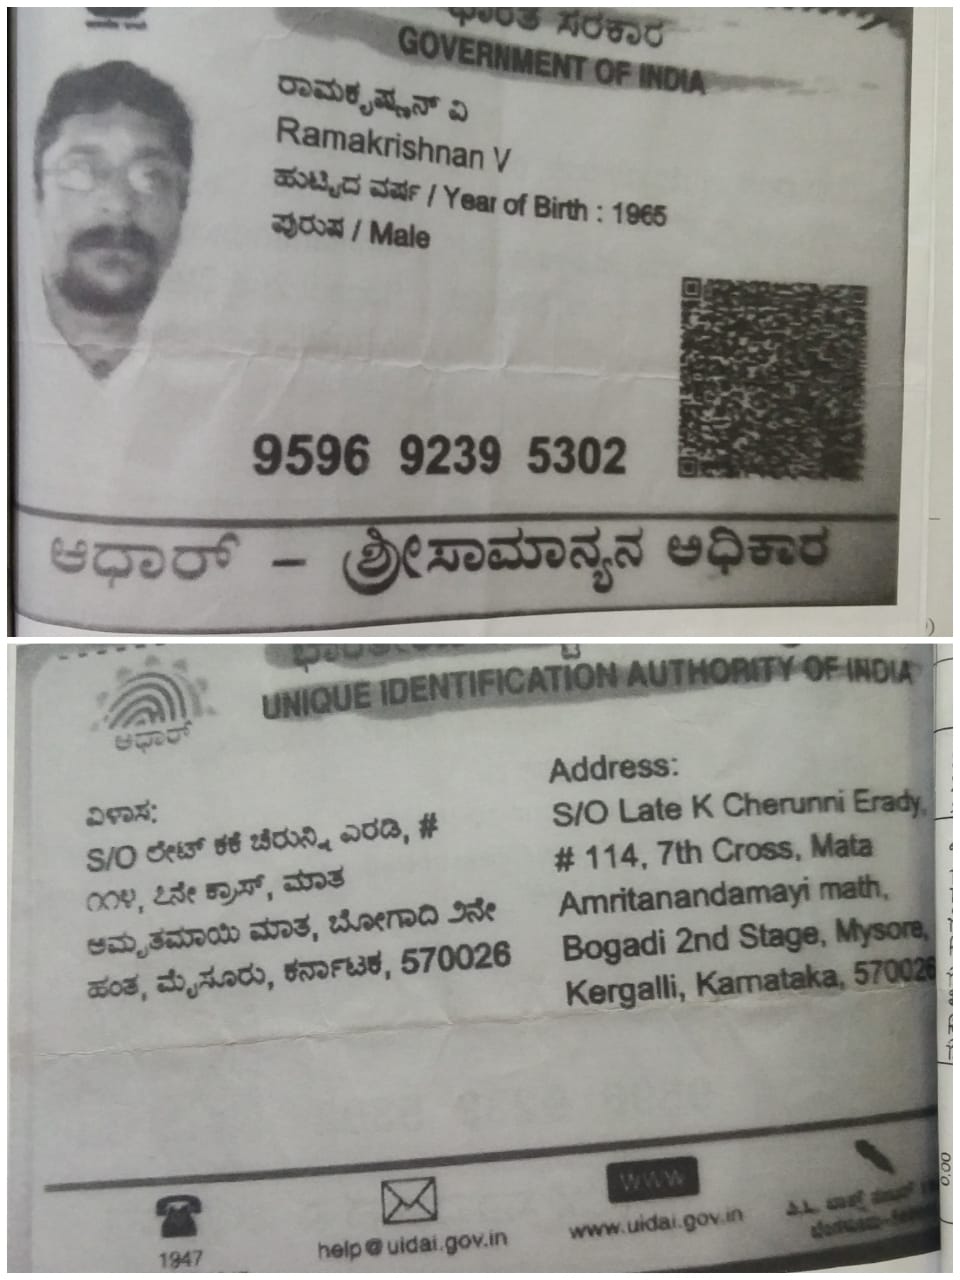 ಭಾರತ ಸರಕಾರ
GOVERNMENT OF INDIA
ರಾಮಕೃಷ್ಣನ್ ವಿ
Ramakrishnan V
ಹುಟ್ಟಿದ ವರ್ಷ / Year of Birth : 1965
ಪುರುಷ / Male
9596 9239 5302
ಆಧಾರ್ - ಶ್ರೀಸಾಮಾನ್ಯನ ಅಧಿಕಾರ
UNIQUE IDENTIFICATION AUTHORITY OF INDIA
ಆಧಾರ್
ವಿಳಾಸ:
S/O ಲೇಟ್ ಕಕೆ ಚೆರುನ್ನಿ ಎರಡಿ, #
೧೧೪, ೭ನೇ ಕ್ರಾಸ್, ಮಾತ
ಅಮೃತಮಾಯಿ ಮಾತ, ಬೋಗಾದಿ ೨ನೇ
ಹಂತ, ಮೈಸೂರು, ಕರ್ನಾಟಕ, 570026
Address:
S/O Late K Cherunni Erady,
# 114, 7th Cross, Mata
Amritanandamayi math,
Bogadi 2nd Stage, Mysore,
Kergalli, Karnataka, 570026
1947
help@uidai.gov.in
WWW
www.uidai.gov.in